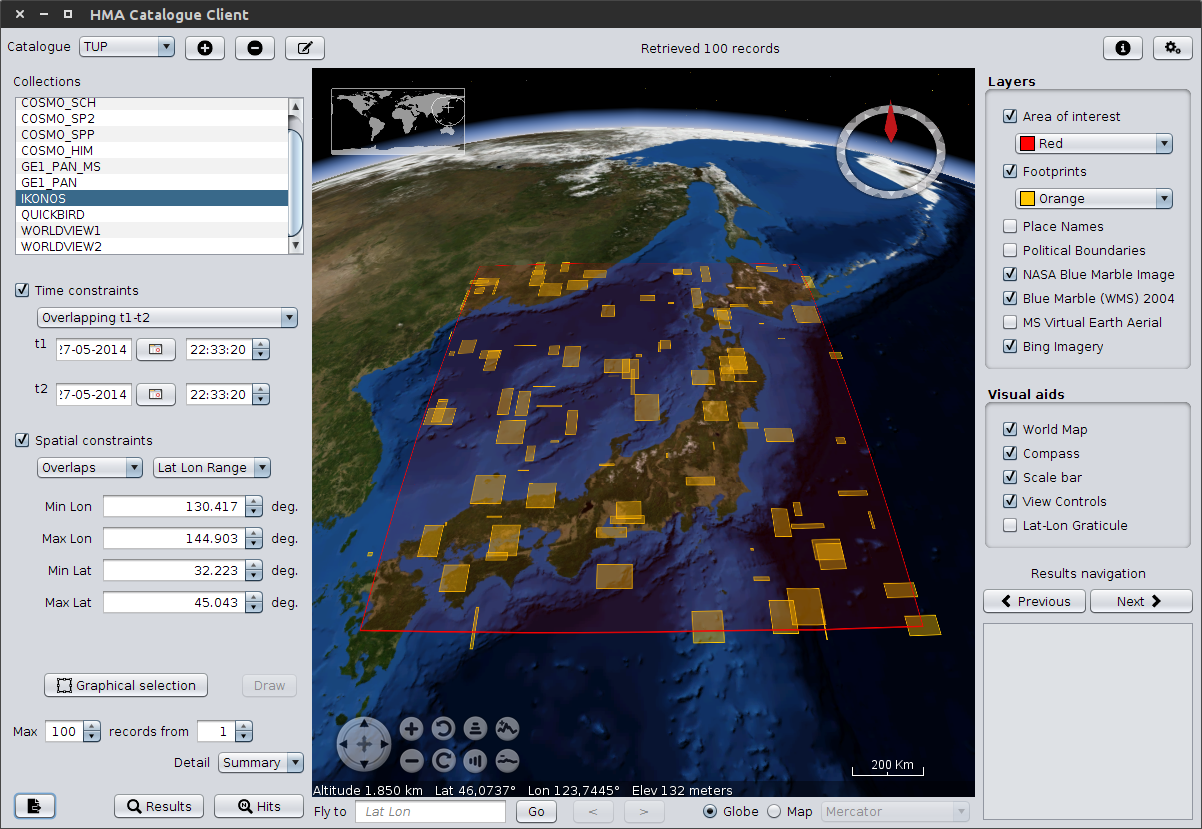 HMA Catalogue Client
Catalogue TUP
Retrieved 100 records
Collections
COSMO_SCH
COSMO_SP2
COSMO_SPP
COSMO_HIM
GE1_PAN_MS
GE1_PAN
IKONOS
QUICKBIRD
WORLDVIEW1
WORLDVIEW2
Time constraints
Overlapping t1-t2
t1 27-05-2014 22:33:20
t2 27-05-2014 22:33:20
Spatial constraints
Overlaps Lat Lon Range
Min Lon 130.417 deg.
Max Lon 144.903 deg.
Min Lat 32.223 deg.
Max Lat 45.043 deg.
Graphical selection Draw
Max 100 records from 1
Detail Summary
Results Hits
200 Km
Altitude 1.850 km Lat 46,0737° Lon 123,7445° Elev 132 meters
Fly to Lat Lon Go < > Globe Map Mercator
Layers
Area of interest
Red
Footprints
Orange
Place Names
Political Boundaries
NASA Blue Marble Image
Blue Marble (WMS) 2004
MS Virtual Earth Aerial
Bing Imagery
Visual aids
World Map
Compass
Scale bar
View Controls
Lat-Lon Graticule
Results navigation
Previous Next